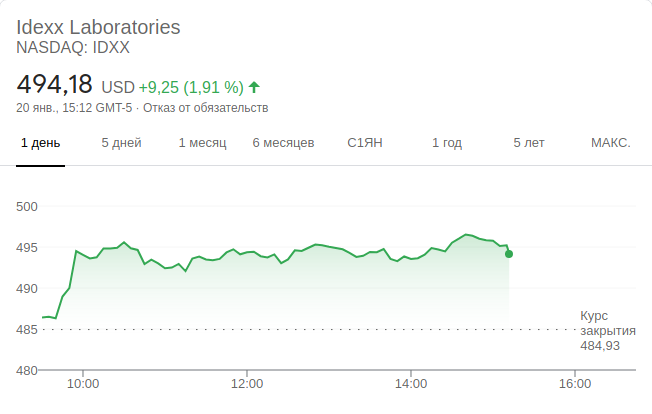 Idexx Laboratories
NASDAQ: IDXX
494,18 USD +9,25 (1,91 %)
20 янв., 15:12 GMT-5 · Отказ от обязательств
1 день 5 дней 1 месяц 6 месяцев С1ЯН 1 год 5 лет МАКС.
500
495
490
485
480
Курс
закрытия
484,93
10:00 12:00 14:00 16:00